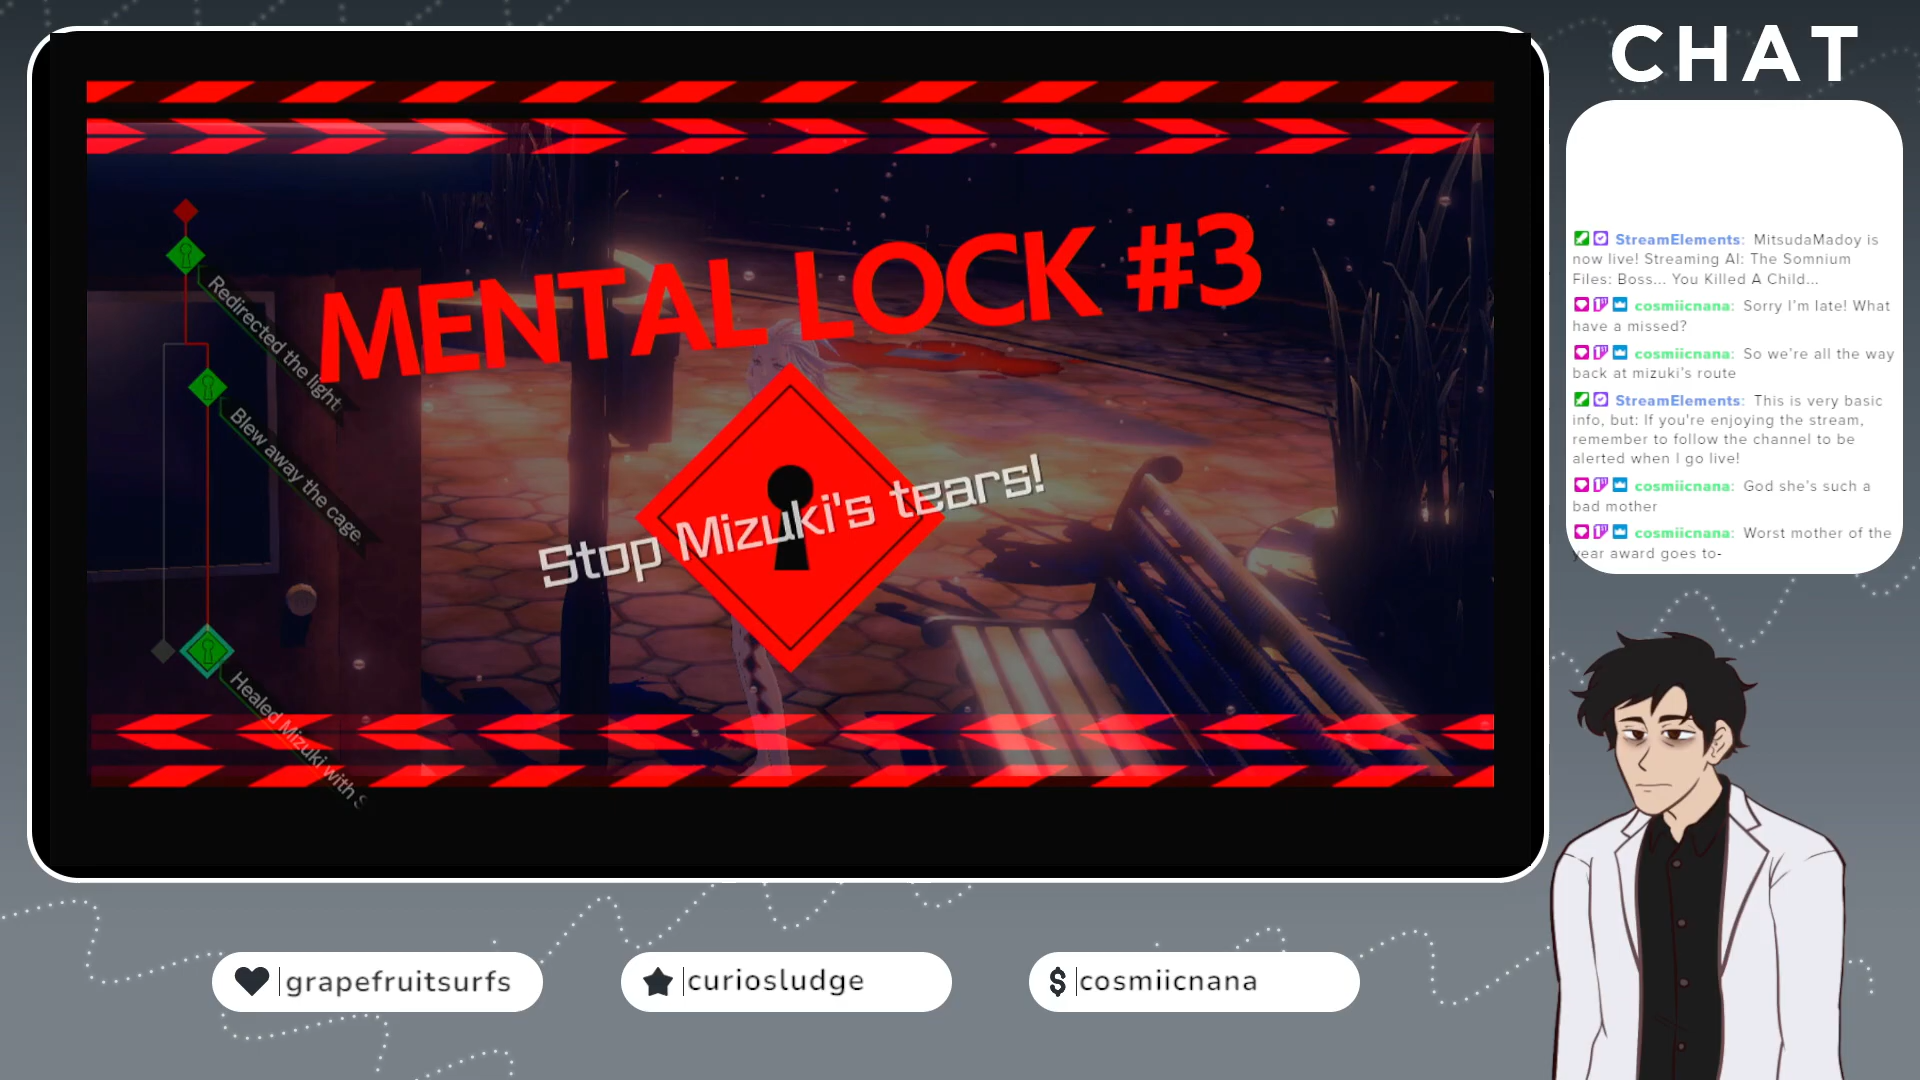 CHAT
MENTAL LOCK #3
Stop Mizuki's tears!
Redirected the light.
Blew away the cage.
Healed Mizuki with
StreamElements: MitsudaMadoy is
now live! Streaming AI: The Somnium
Files: Boss... You Killed A Child...
cosmiicnana: Sorry I'm late! What
have a missed?
cosmiicnana: So we're all the way
back at mizuki's route
StreamElements: This is very basic
info, but: If you're enjoying the stream,
remember to follow the channel to be
alerted when I go live!
cosmiicnana: God she's such a
bad mother
cosmiicnana: Worst mother of the
year award goes to-
grapefruitsurfs
curiosludge
$ cosmiicnana